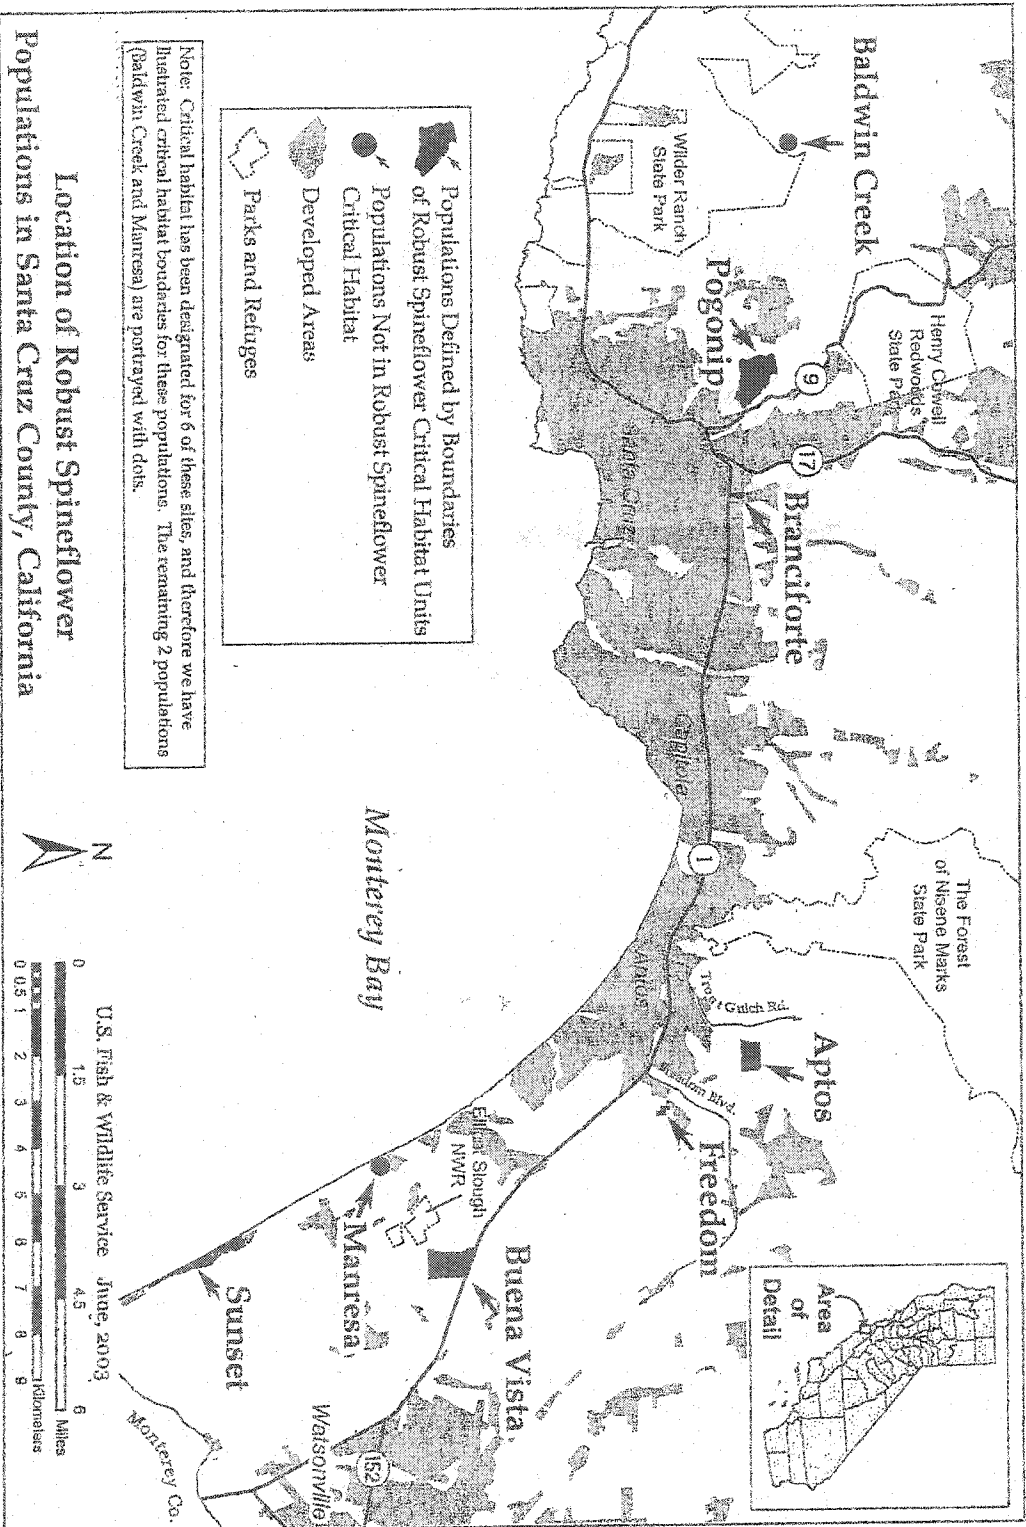 Baldwin Creek
Wilder Ranch
State Park
Pogonip
Henry Cowell
Redwoods
State Park
9
17
Santa Cruz
Branciforte
Capitola
1
The Forest
of Nisene Marks
State Park
Aptos
Trout Gulch Rd.
Aptos
Freedom Blvd.
Freedom
Ellicot Slough
NWR
Manresa
Buena Vista
Sunset
Watsonville
152
Monterey Co.
Monterey Bay
Area
of
Detail
Populations Defined by Boundaries
of Robust Spineflower Critical Habitat Units
Populations Not in Robust Spineflower
Critical Habitat
Developed Areas
Parks and Refuges
Note: Critical habitat has been designated for 6 of these sites, and therefore we have
illustrated critical habitat boudaries for these populations. The remaining 2 populations
(Baldwin Creek and Manresa) are portrayed with dots.
Location of Robust Spineflower
Populations in Santa Cruz County, California
N
U.S. Fish & Wildlife Service June, 2003
0 1.5 3 4.5 6 Miles
0 0.5 1 2 3 4 5 6 7 8 9 Kilometers